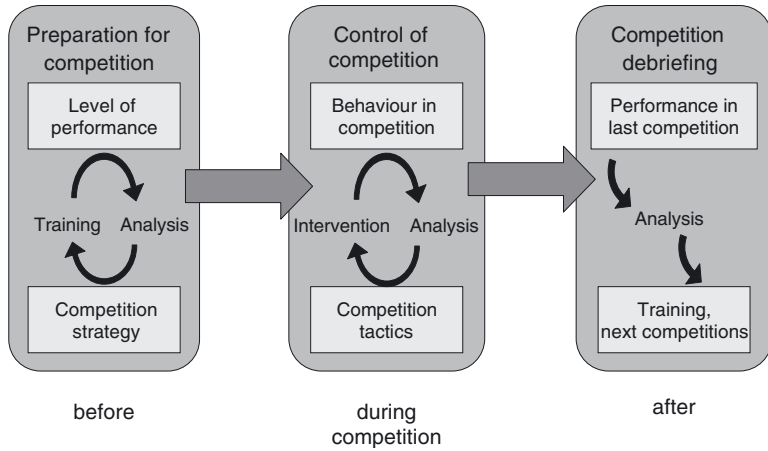 Preparation for
competition
Level of
performance
Training
Analysis
Competition
strategy
before
Control of
competition
Behaviour in
competition
Intervention
Analysis
Competition
tactics
during
competition
Competition
debriefing
Performance in
last competition
Analysis
Training,
next competitions
after